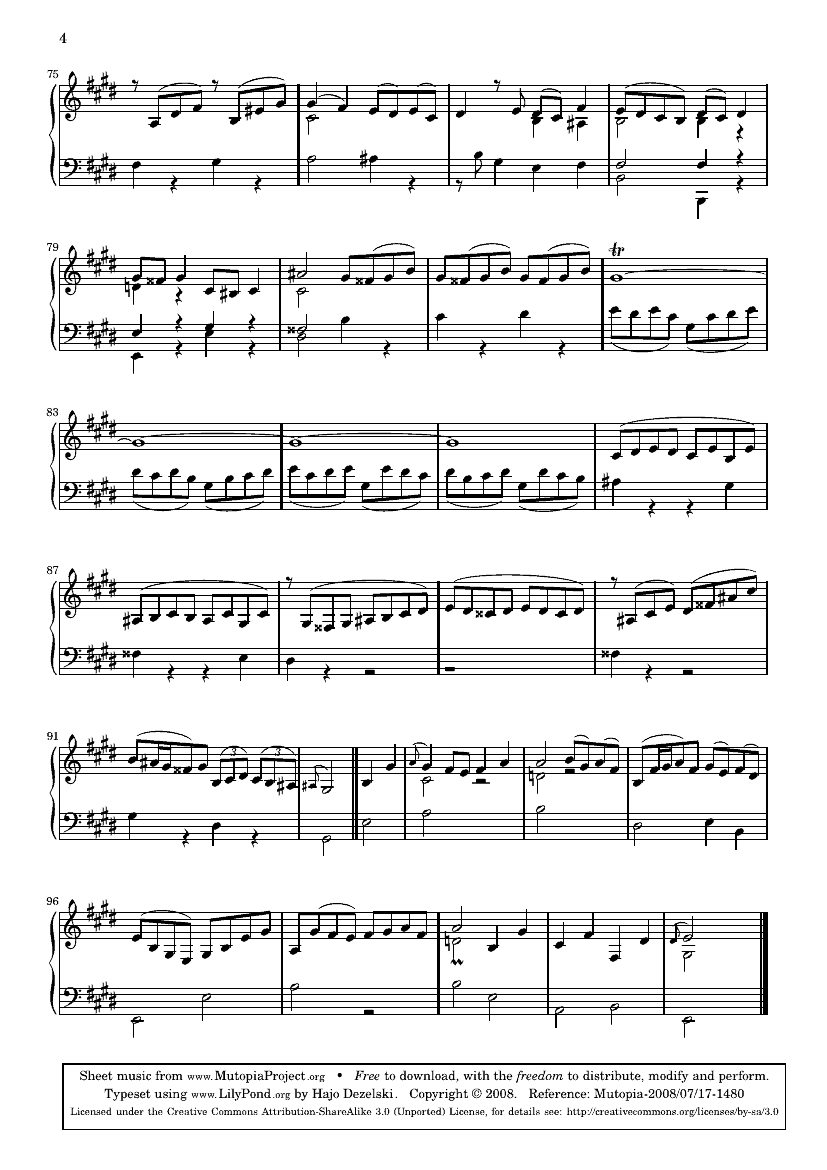 4
75
79
tr
83
87
91
3 3
96
Sheet music from www.MutopiaProject.org • Free to download, with the freedom to distribute, modify and perform.
Typeset using www.LilyPond.org by Hajo Dezelski. Copyright © 2008. Reference: Mutopia-2008/07/17-1480
Licensed under the Creative Commons Attribution-ShareAlike 3.0 (Unported) License, for details see: http://creativecommons.org/licenses/by-sa/3.0